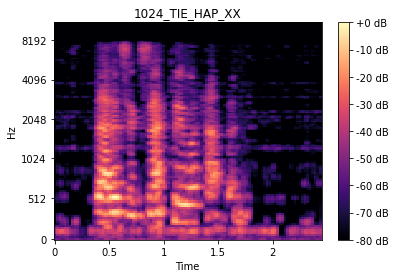 1024_TIE_HAP_XX
+0 dB
8192
-10 dB
4096
-20 dB
-30 dB
2048
Hz
-40 dB
1024
-50 dB
512
-60 dB
-70 dB
0
-80 dB
0 0.5 1 1.5 2
Time